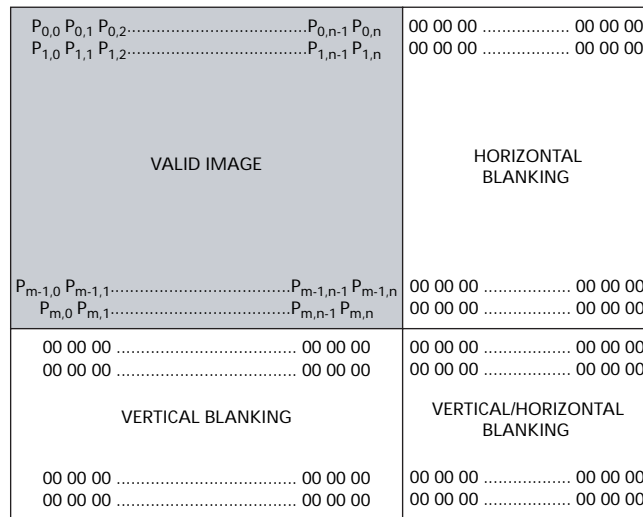 P0,0 P0,1 P0,2.....................................P0,n-1 P0,n
00 00 00 .................. 00 00 00
P1,0 P1,1 P1,2.....................................P1,n-1 P1,n
00 00 00 .................. 00 00 00
VALID IMAGE
HORIZONTAL
BLANKING
Pm-1,0 Pm-1,1.....................................Pm-1,n-1 Pm-1,n
00 00 00 .................. 00 00 00
Pm,0 Pm,1.....................................Pm,n-1 Pm,n
00 00 00 .................. 00 00 00
00 00 00 ..................................... 00 00 00
00 00 00 .................. 00 00 00
00 00 00 ..................................... 00 00 00
00 00 00 .................. 00 00 00
VERTICAL BLANKING
VERTICAL/HORIZONTAL
BLANKING
00 00 00 ..................................... 00 00 00
00 00 00 .................. 00 00 00
00 00 00 ..................................... 00 00 00
00 00 00 .................. 00 00 00